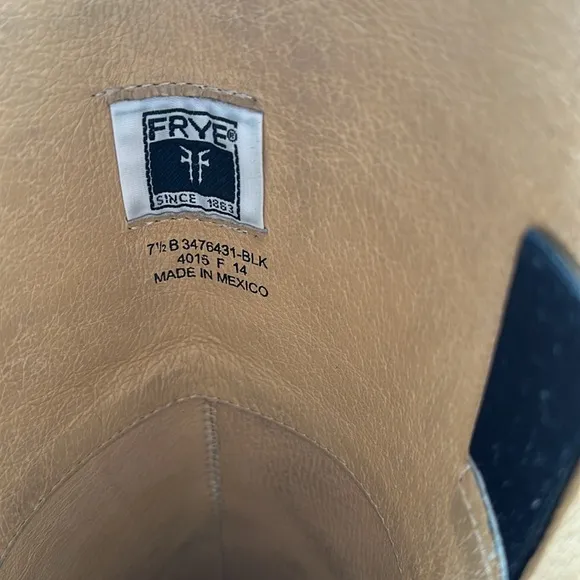 FRYE®
SINCE 1863
7½ B 3476431-BLK
4015 F 14
MADE IN MEXICO